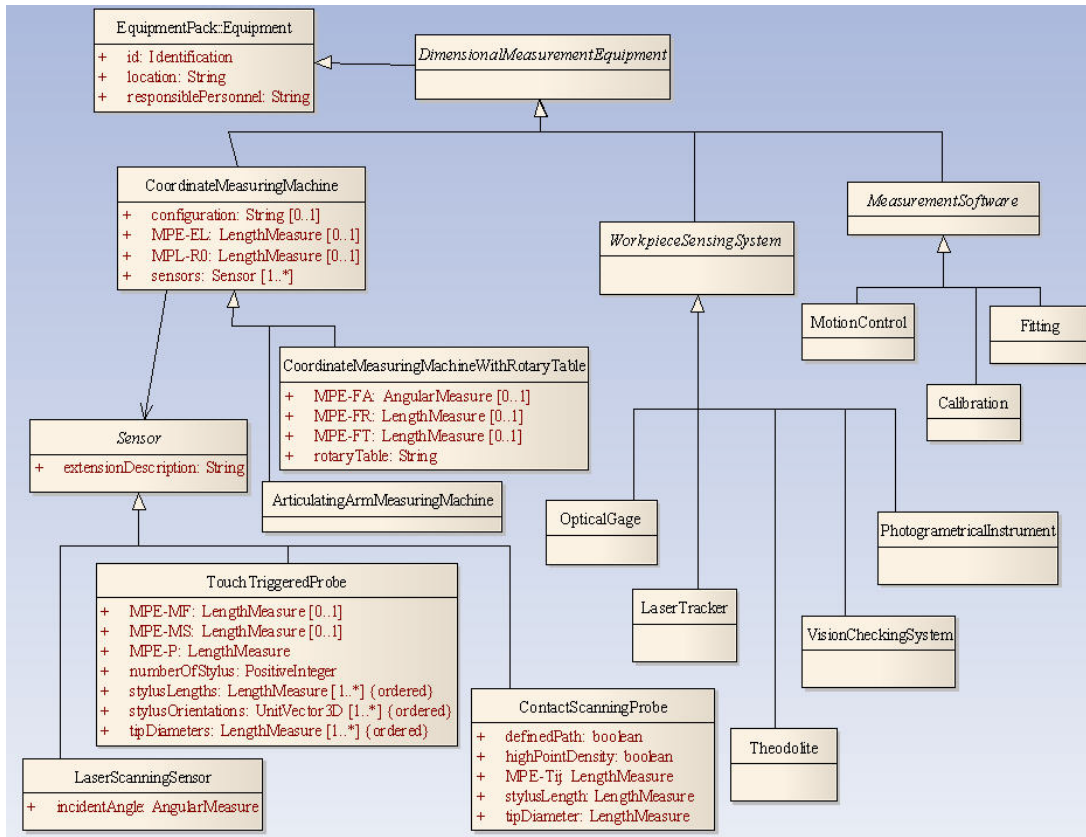 EquipmentPack::Equipment
+ id: Identification
+ location: String
+ responsiblePersonnel: String
DimensionalMeasurementEquipment
CoordinateMeasuringMachine
+ configuration: String [0..1]
+ MPE-EL: LengthMeasure [0..1]
+ MPL-R0: LengthMeasure [0..1]
+ sensors: Sensor [1..*]
WorkpieceSensingSystem
MeasurementSoftware
MotionControl
Fitting
Calibration
CoordinateMeasuringMachineWithRotaryTable
+ MPE-FA: AngularMeasure [0..1]
+ MPE-FR: LengthMeasure [0..1]
+ MPE-FT: LengthMeasure [0..1]
+ rotaryTable: String
Sensor
+ extensionDescription: String
ArticulatingArmMeasuringMachine
OpticalGage
PhotogrametricalInstrument
LaserTracker
VisionCheckingSystem
Theodolite
TouchTriggeredProbe
+ MPE-MF: LengthMeasure [0..1]
+ MPE-MS: LengthMeasure [0..1]
+ MPE-P: LengthMeasure
+ numberOfStylus: PositiveInteger
+ stylusLengths: LengthMeasure [1..*] {ordered}
+ stylusOrientations: UnitVector3D [1..*] {ordered}
+ tipDiameters: LengthMeasure [1..*] {ordered}
ContactScanningProbe
+ definedPath: boolean
+ highPointDensity: boolean
+ MPE-Tij: LengthMeasure
+ stylusLength: LengthMeasure
+ tipDiameter: LengthMeasure
LaserScanningSensor
+ incidentAngle: AngularMeasure